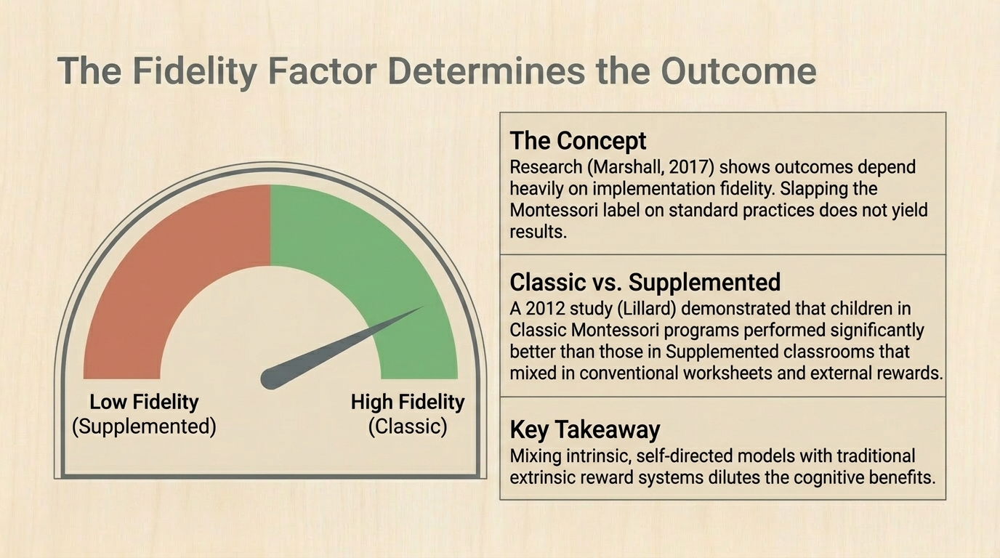 The Fidelity Factor Determines the Outcome
Low Fidelity
(Supplemented)
High Fidelity
(Classic)
The Concept
Research (Marshall, 2017) shows outcomes depend
heavily on implementation fidelity. Slapping the
Montessori label on standard practices does not yield
results.
Classic vs. Supplemented
A 2012 study (Lillard) demonstrated that children in
Classic Montessori programs performed significantly
better than those in Supplemented classrooms that
mixed in conventional worksheets and external rewards.
Key Takeaway
Mixing intrinsic, self-directed models with traditional
extrinsic reward systems dilutes the cognitive benefits.